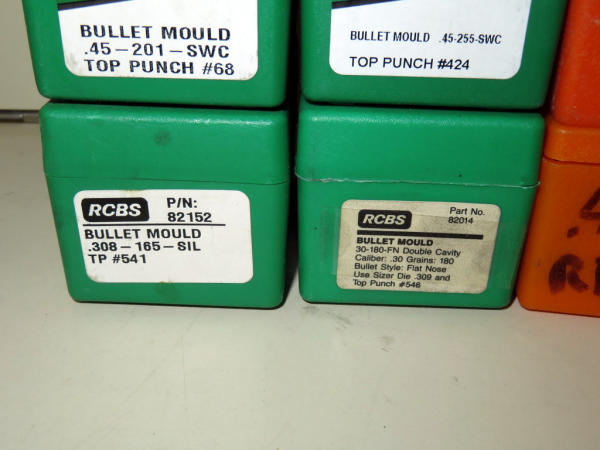 BULLET MOULD
.45-201-SWC
TOP PUNCH #68
BULLET MOULD .45-255-SWC
TOP PUNCH #424
RCBS P/N:
82152
BULLET MOULD
.308-165-SIL
TP #541
RCBS Part No.
82014
BULLET MOULD
30-180-FN Double Cavity
Caliber: .30 Grains: 180
Bullet Style: Flat Nose
Use Sizer Die .309 and
Top Punch #546